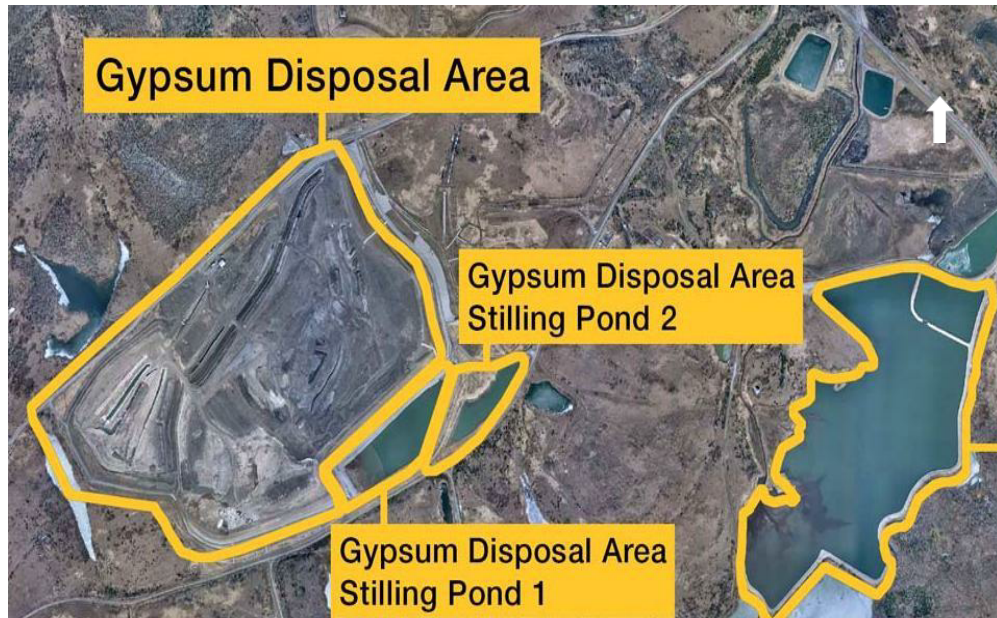 Gypsum Disposal Area
Gypsum Disposal Area
Stilling Pond 2
Gypsum Disposal Area
Stilling Pond 1